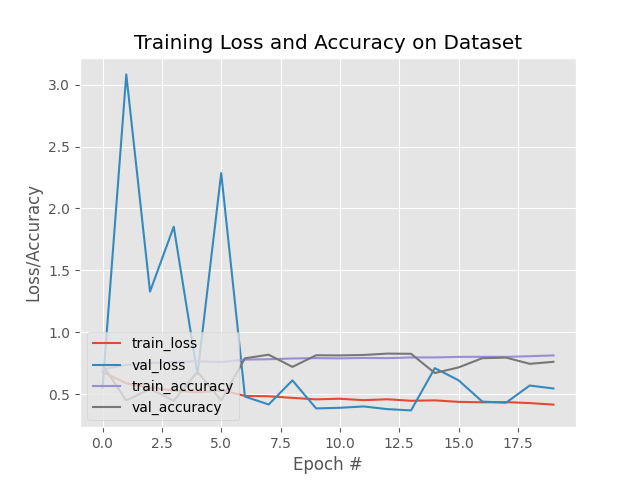 Training Loss and Accuracy on Dataset
3.0
2.5
2.0
1.5
1.0
0.5
Loss/Accuracy
train_loss
val_loss
train_accuracy
val_accuracy
0.0 2.5 5.0 7.5 10.0 12.5 15.0 17.5
Epoch #